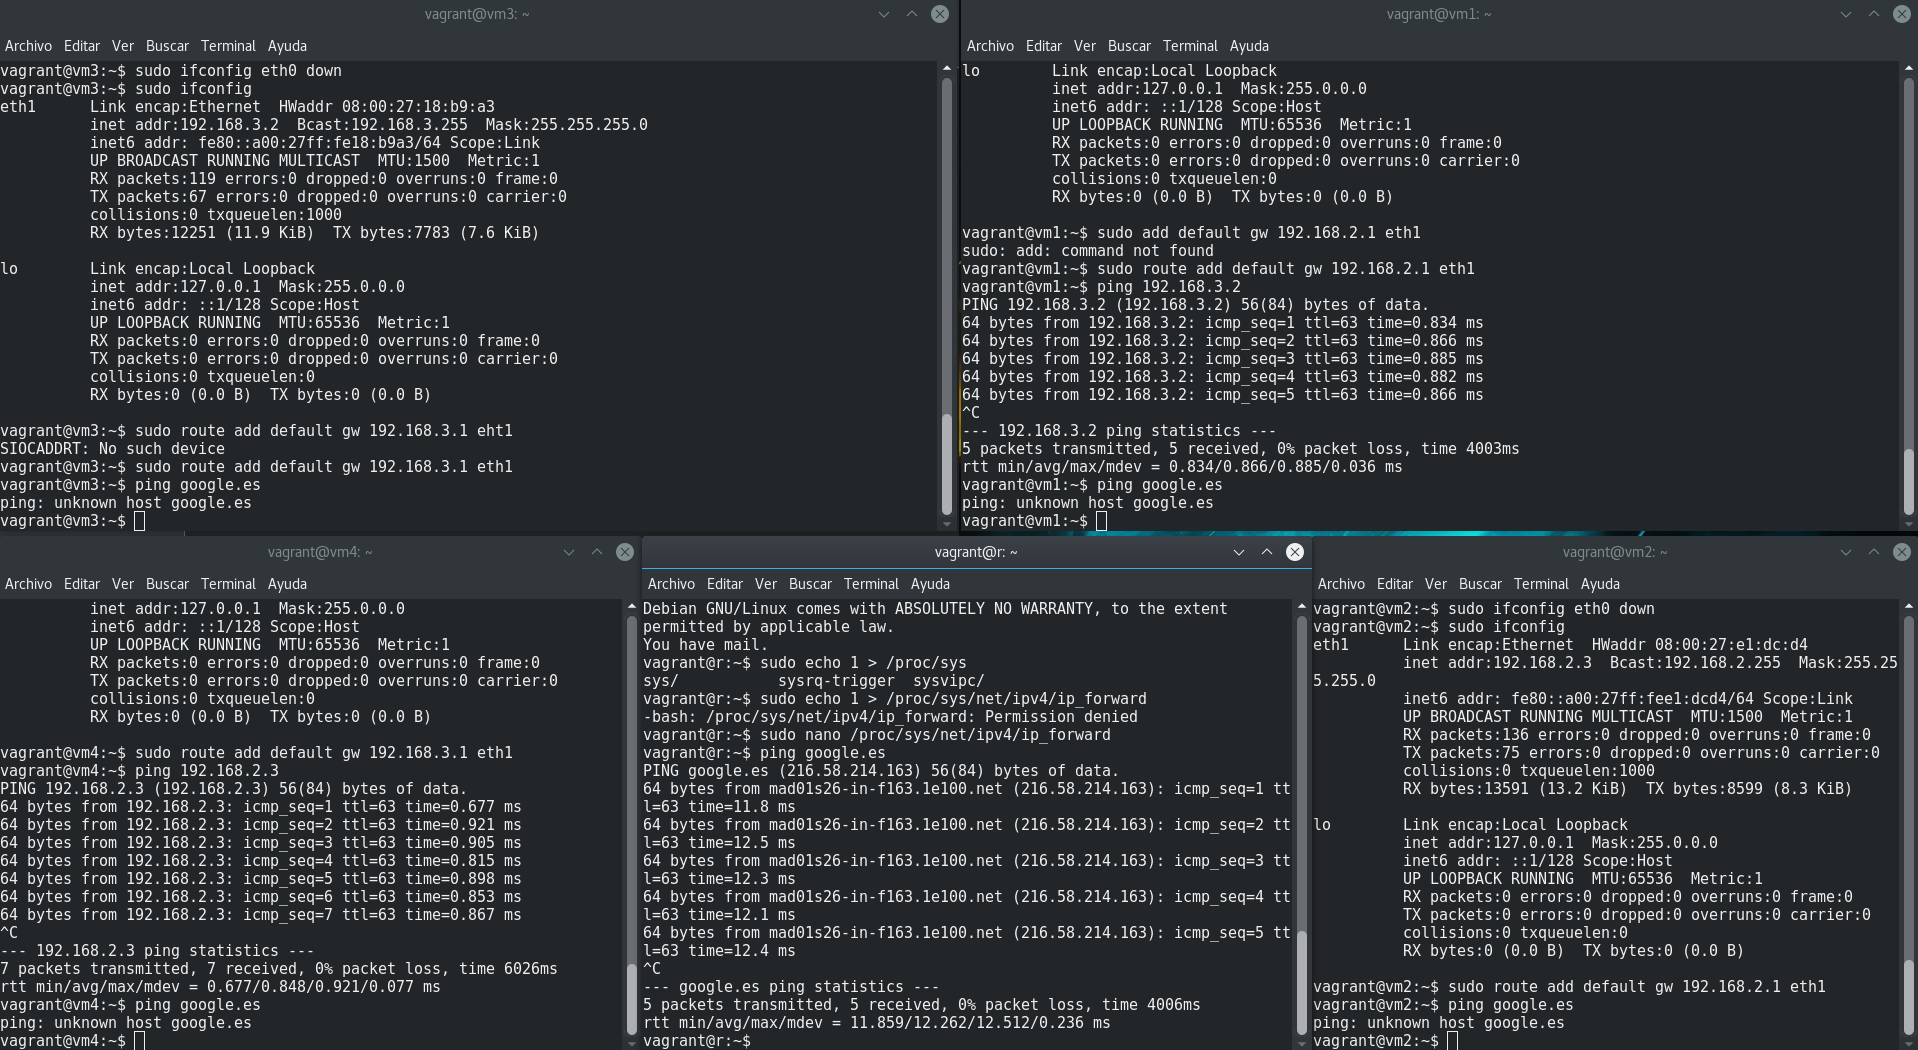 vagrant@vm3: ~
Archivo Editar Ver Buscar Terminal Ayuda
vagrant@vm3:~$ sudo ifconfig eth0 down
vagrant@vm3:~$ sudo ifconfig
eth1      Link encap:Ethernet  HWaddr 08:00:27:18:b9:a3
          inet addr:192.168.3.2  Bcast:192.168.3.255  Mask:255.255.255.0
          inet6 addr: fe80::a00:27ff:fe18:b9a3/64 Scope:Link
          UP BROADCAST RUNNING MULTICAST  MTU:1500  Metric:1
          RX packets:119 errors:0 dropped:0 overruns:0 frame:0
          TX packets:67 errors:0 dropped:0 overruns:0 carrier:0
          collisions:0 txqueuelen:1000
          RX bytes:12251 (11.9 KiB)  TX bytes:7783 (7.6 KiB)
lo        Link encap:Local Loopback
          inet addr:127.0.0.1  Mask:255.0.0.0
          inet6 addr: ::1/128 Scope:Host
          UP LOOPBACK RUNNING  MTU:65536  Metric:1
          RX packets:0 errors:0 dropped:0 overruns:0 frame:0
          TX packets:0 errors:0 dropped:0 overruns:0 carrier:0
          collisions:0 txqueuelen:0
          RX bytes:0 (0.0 B)  TX bytes:0 (0.0 B)
vagrant@vm3:~$ sudo route add default gw 192.168.3.1 eht1
SIOCADDRT: No such device
vagrant@vm3:~$ sudo route add default gw 192.168.3.1 eth1
vagrant@vm3:~$ ping google.es
ping: unknown host google.es
vagrant@vm3:~$
vagrant@vm1: ~
Archivo Editar Ver Buscar Terminal Ayuda
lo        Link encap:Local Loopback
          inet addr:127.0.0.1  Mask:255.0.0.0
          inet6 addr: ::1/128 Scope:Host
          UP LOOPBACK RUNNING  MTU:65536  Metric:1
          RX packets:0 errors:0 dropped:0 overruns:0 frame:0
          TX packets:0 errors:0 dropped:0 overruns:0 carrier:0
          collisions:0 txqueuelen:0
          RX bytes:0 (0.0 B)  TX bytes:0 (0.0 B)
vagrant@vm1:~$ sudo add default gw 192.168.2.1 eth1
sudo: add: command not found
vagrant@vm1:~$ sudo route add default gw 192.168.2.1 eth1
vagrant@vm1:~$ ping 192.168.3.2
PING 192.168.3.2 (192.168.3.2) 56(84) bytes of data.
64 bytes from 192.168.3.2: icmp_seq=1 ttl=63 time=0.834 ms
64 bytes from 192.168.3.2: icmp_seq=2 ttl=63 time=0.866 ms
64 bytes from 192.168.3.2: icmp_seq=3 ttl=63 time=0.885 ms
64 bytes from 192.168.3.2: icmp_seq=4 ttl=63 time=0.882 ms
64 bytes from 192.168.3.2: icmp_seq=5 ttl=63 time=0.866 ms
^C
--- 192.168.3.2 ping statistics ---
5 packets transmitted, 5 received, 0% packet loss, time 4003ms
rtt min/avg/max/mdev = 0.834/0.866/0.885/0.036 ms
vagrant@vm1:~$ ping google.es
ping: unknown host google.es
vagrant@vm1:~$
vagrant@vm4: ~
Archivo Editar Ver Buscar Terminal Ayuda
          inet addr:127.0.0.1  Mask:255.0.0.0
          inet6 addr: ::1/128 Scope:Host
          UP LOOPBACK RUNNING  MTU:65536  Metric:1
          RX packets:0 errors:0 dropped:0 overruns:0 frame:0
          TX packets:0 errors:0 dropped:0 overruns:0 carrier:0
          collisions:0 txqueuelen:0
          RX bytes:0 (0.0 B)  TX bytes:0 (0.0 B)
vagrant@vm4:~$ sudo route add default gw 192.168.3.1 eth1
vagrant@vm4:~$ ping 192.168.2.3
PING 192.168.2.3 (192.168.2.3) 56(84) bytes of data.
64 bytes from 192.168.2.3: icmp_seq=1 ttl=63 time=0.677 ms
64 bytes from 192.168.2.3: icmp_seq=2 ttl=63 time=0.921 ms
64 bytes from 192.168.2.3: icmp_seq=3 ttl=63 time=0.905 ms
64 bytes from 192.168.2.3: icmp_seq=4 ttl=63 time=0.815 ms
64 bytes from 192.168.2.3: icmp_seq=5 ttl=63 time=0.898 ms
64 bytes from 192.168.2.3: icmp_seq=6 ttl=63 time=0.853 ms
64 bytes from 192.168.2.3: icmp_seq=7 ttl=63 time=0.867 ms
^C
--- 192.168.2.3 ping statistics ---
7 packets transmitted, 7 received, 0% packet loss, time 6026ms
rtt min/avg/max/mdev = 0.677/0.848/0.921/0.077 ms
vagrant@vm4:~$ ping google.es
ping: unknown host google.es
vagrant@vm4:~$
vagrant@r: ~
Archivo Editar Ver Buscar Terminal Ayuda
Debian GNU/Linux comes with ABSOLUTELY NO WARRANTY, to the extent
permitted by applicable law.
You have mail.
vagrant@r:~$ sudo echo 1 > /proc/sys
sys/           sysrq-trigger  sysvipc/
vagrant@r:~$ sudo echo 1 > /proc/sys/net/ipv4/ip_forward
-bash: /proc/sys/net/ipv4/ip_forward: Permission denied
vagrant@r:~$ sudo nano /proc/sys/net/ipv4/ip_forward
vagrant@r:~$ ping google.es
PING google.es (216.58.214.163) 56(84) bytes of data.
64 bytes from mad01s26-in-f163.1e100.net (216.58.214.163): icmp_seq=1 tt
l=63 time=11.8 ms
64 bytes from mad01s26-in-f163.1e100.net (216.58.214.163): icmp_seq=2 tt
l=63 time=12.5 ms
64 bytes from mad01s26-in-f163.1e100.net (216.58.214.163): icmp_seq=3 tt
l=63 time=12.3 ms
64 bytes from mad01s26-in-f163.1e100.net (216.58.214.163): icmp_seq=4 tt
l=63 time=12.1 ms
64 bytes from mad01s26-in-f163.1e100.net (216.58.214.163): icmp_seq=5 tt
l=63 time=12.4 ms
^C
--- google.es ping statistics ---
5 packets transmitted, 5 received, 0% packet loss, time 4006ms
rtt min/avg/max/mdev = 11.859/12.262/12.512/0.236 ms
vagrant@r:~$
vagrant@vm2: ~
Archivo Editar Ver Buscar Terminal Ayuda
vagrant@vm2:~$ sudo ifconfig eth0 down
vagrant@vm2:~$ sudo ifconfig
eth1      Link encap:Ethernet  HWaddr 08:00:27:e1:dc:d4
          inet addr:192.168.2.3  Bcast:192.168.2.255  Mask:255.25
5.255.0
          inet6 addr: fe80::a00:27ff:fee1:dcd4/64 Scope:Link
          UP BROADCAST RUNNING MULTICAST  MTU:1500  Metric:1
          RX packets:136 errors:0 dropped:0 overruns:0 frame:0
          TX packets:75 errors:0 dropped:0 overruns:0 carrier:0
          collisions:0 txqueuelen:1000
          RX bytes:13591 (13.2 KiB)  TX bytes:8599 (8.3 KiB)
lo        Link encap:Local Loopback
          inet addr:127.0.0.1  Mask:255.0.0.0
          inet6 addr: ::1/128 Scope:Host
          UP LOOPBACK RUNNING  MTU:65536  Metric:1
          RX packets:0 errors:0 dropped:0 overruns:0 frame:0
          TX packets:0 errors:0 dropped:0 overruns:0 carrier:0
          collisions:0 txqueuelen:0
          RX bytes:0 (0.0 B)  TX bytes:0 (0.0 B)
vagrant@vm2:~$ sudo route add default gw 192.168.2.1 eth1
vagrant@vm2:~$ ping google.es
ping: unknown host google.es
vagrant@vm2:~$